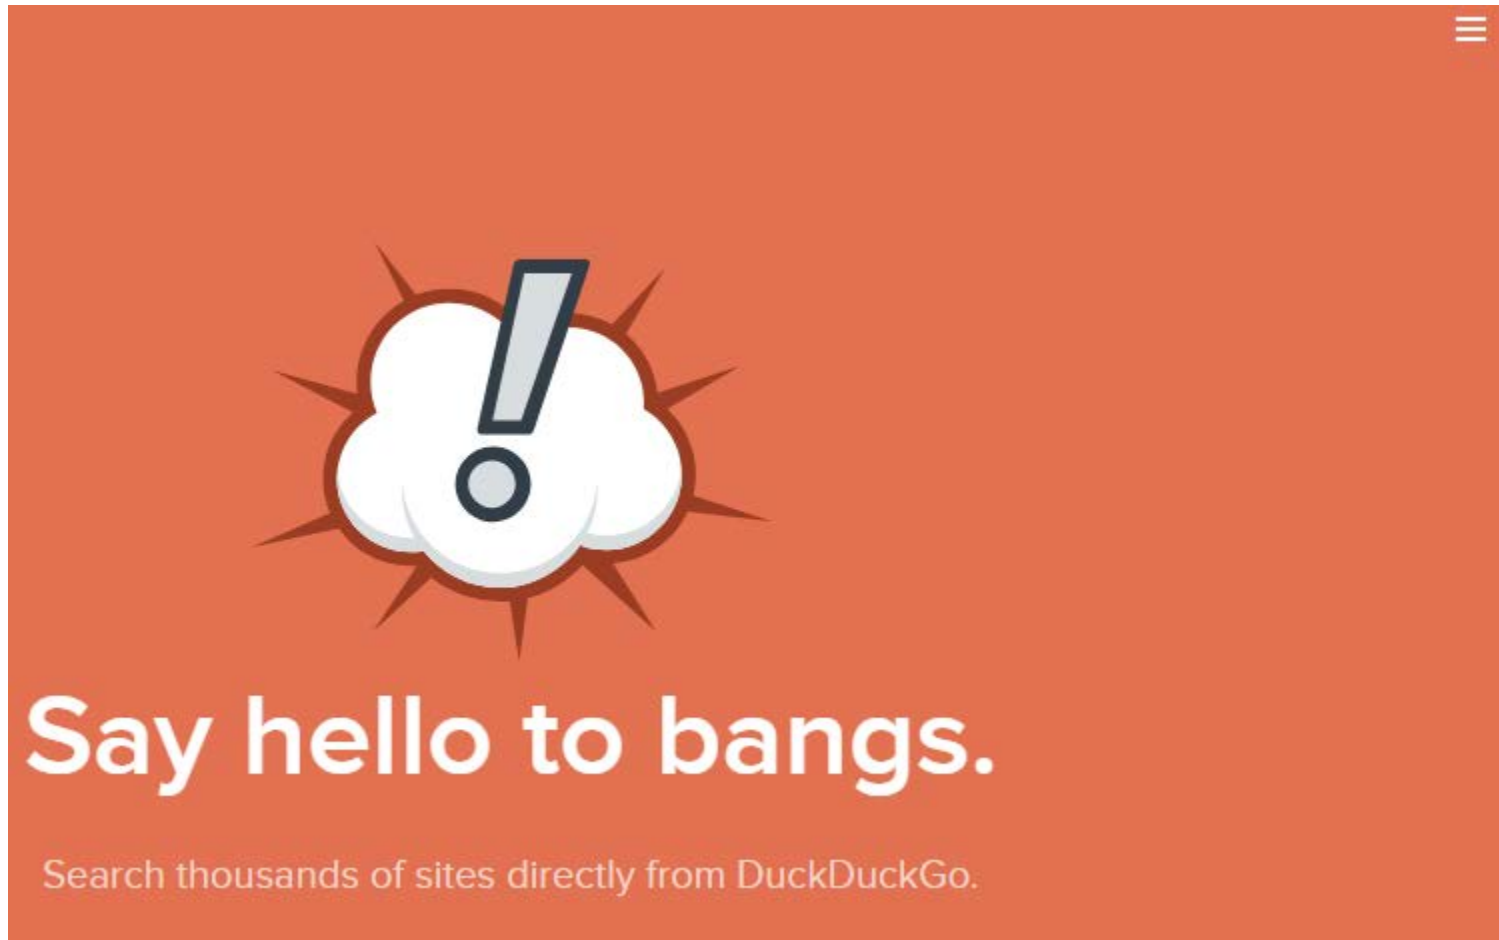 !
Say hello to bangs.
Search thousands of sites directly from DuckDuckGo.